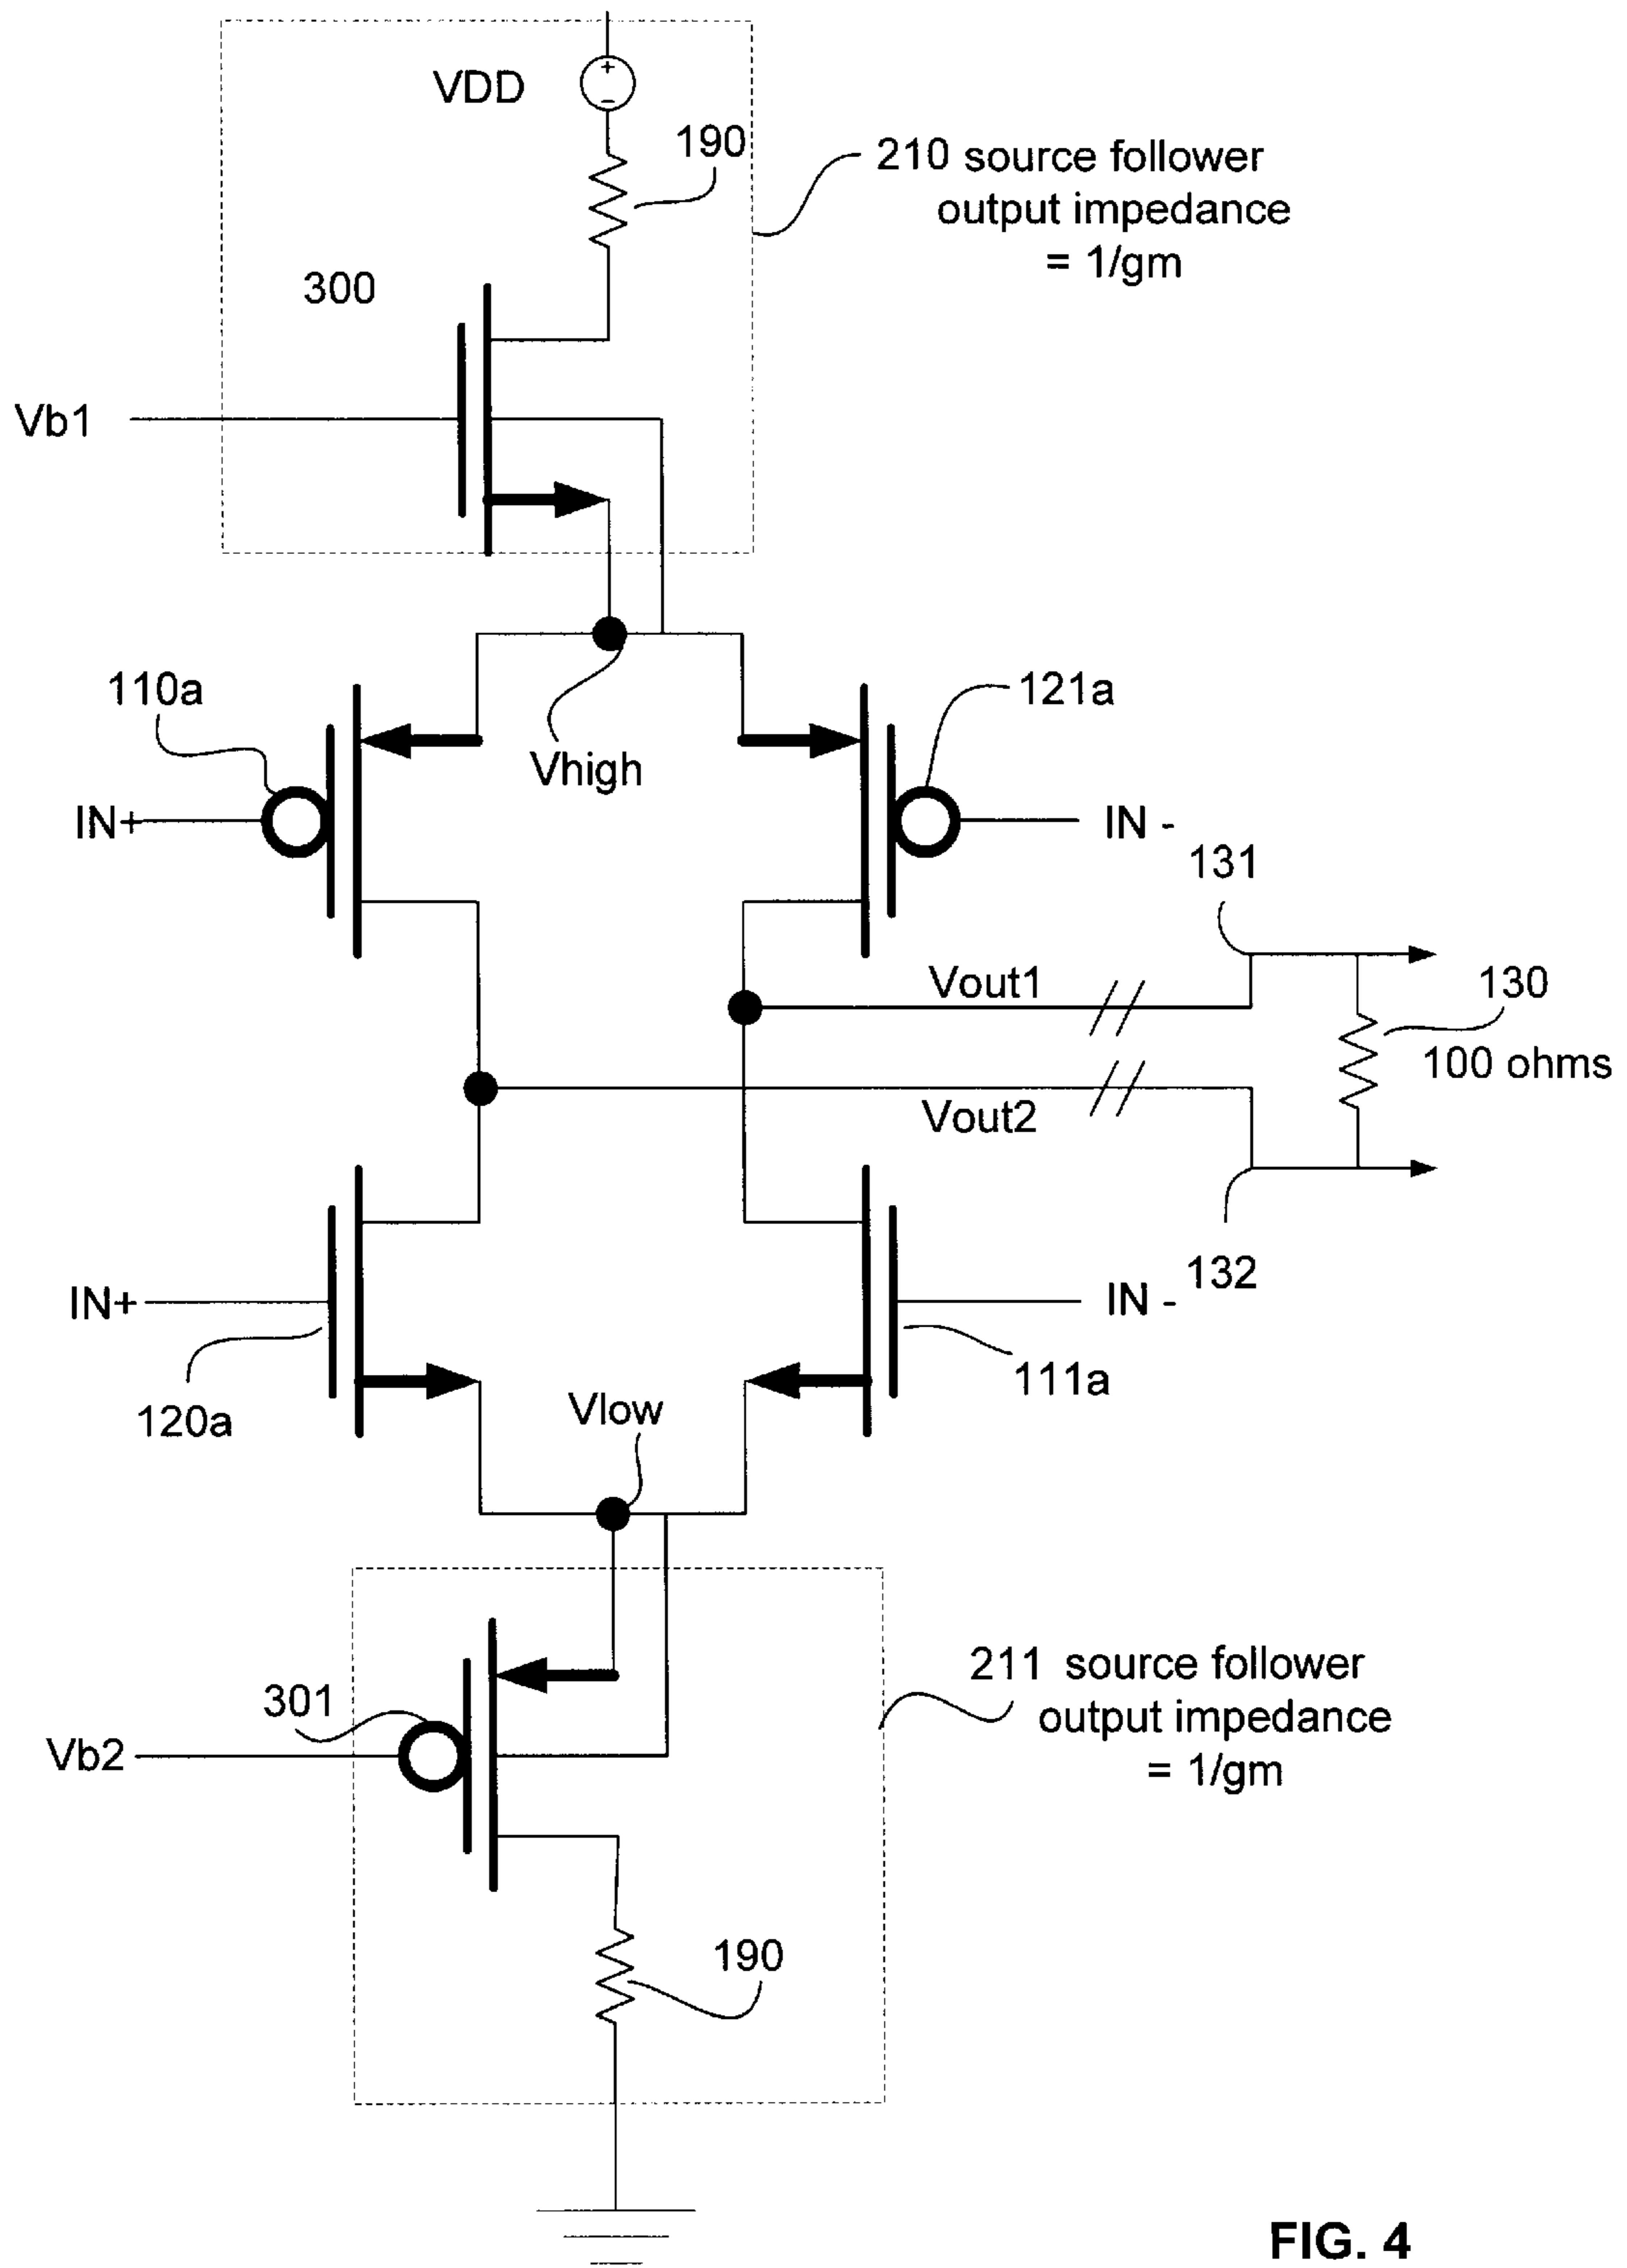 VDD
+
−
190
210 source follower
output impedance
= 1/gm
300
Vb1
110a
121a
Vhigh
IN+
IN -
131
Vout1
130
100 ohms
Vout2
132
IN+
IN -
120a
111a
Vlow
301
211 source follower
output impedance
= 1/gm
Vb2
190
FIG. 4